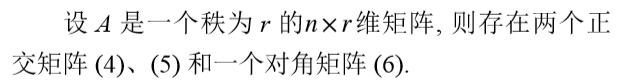 设 A 是一个秩为 r 的n×r维矩阵, 则存在两个正
交矩阵 (4)、(5) 和一个对角矩阵 (6).